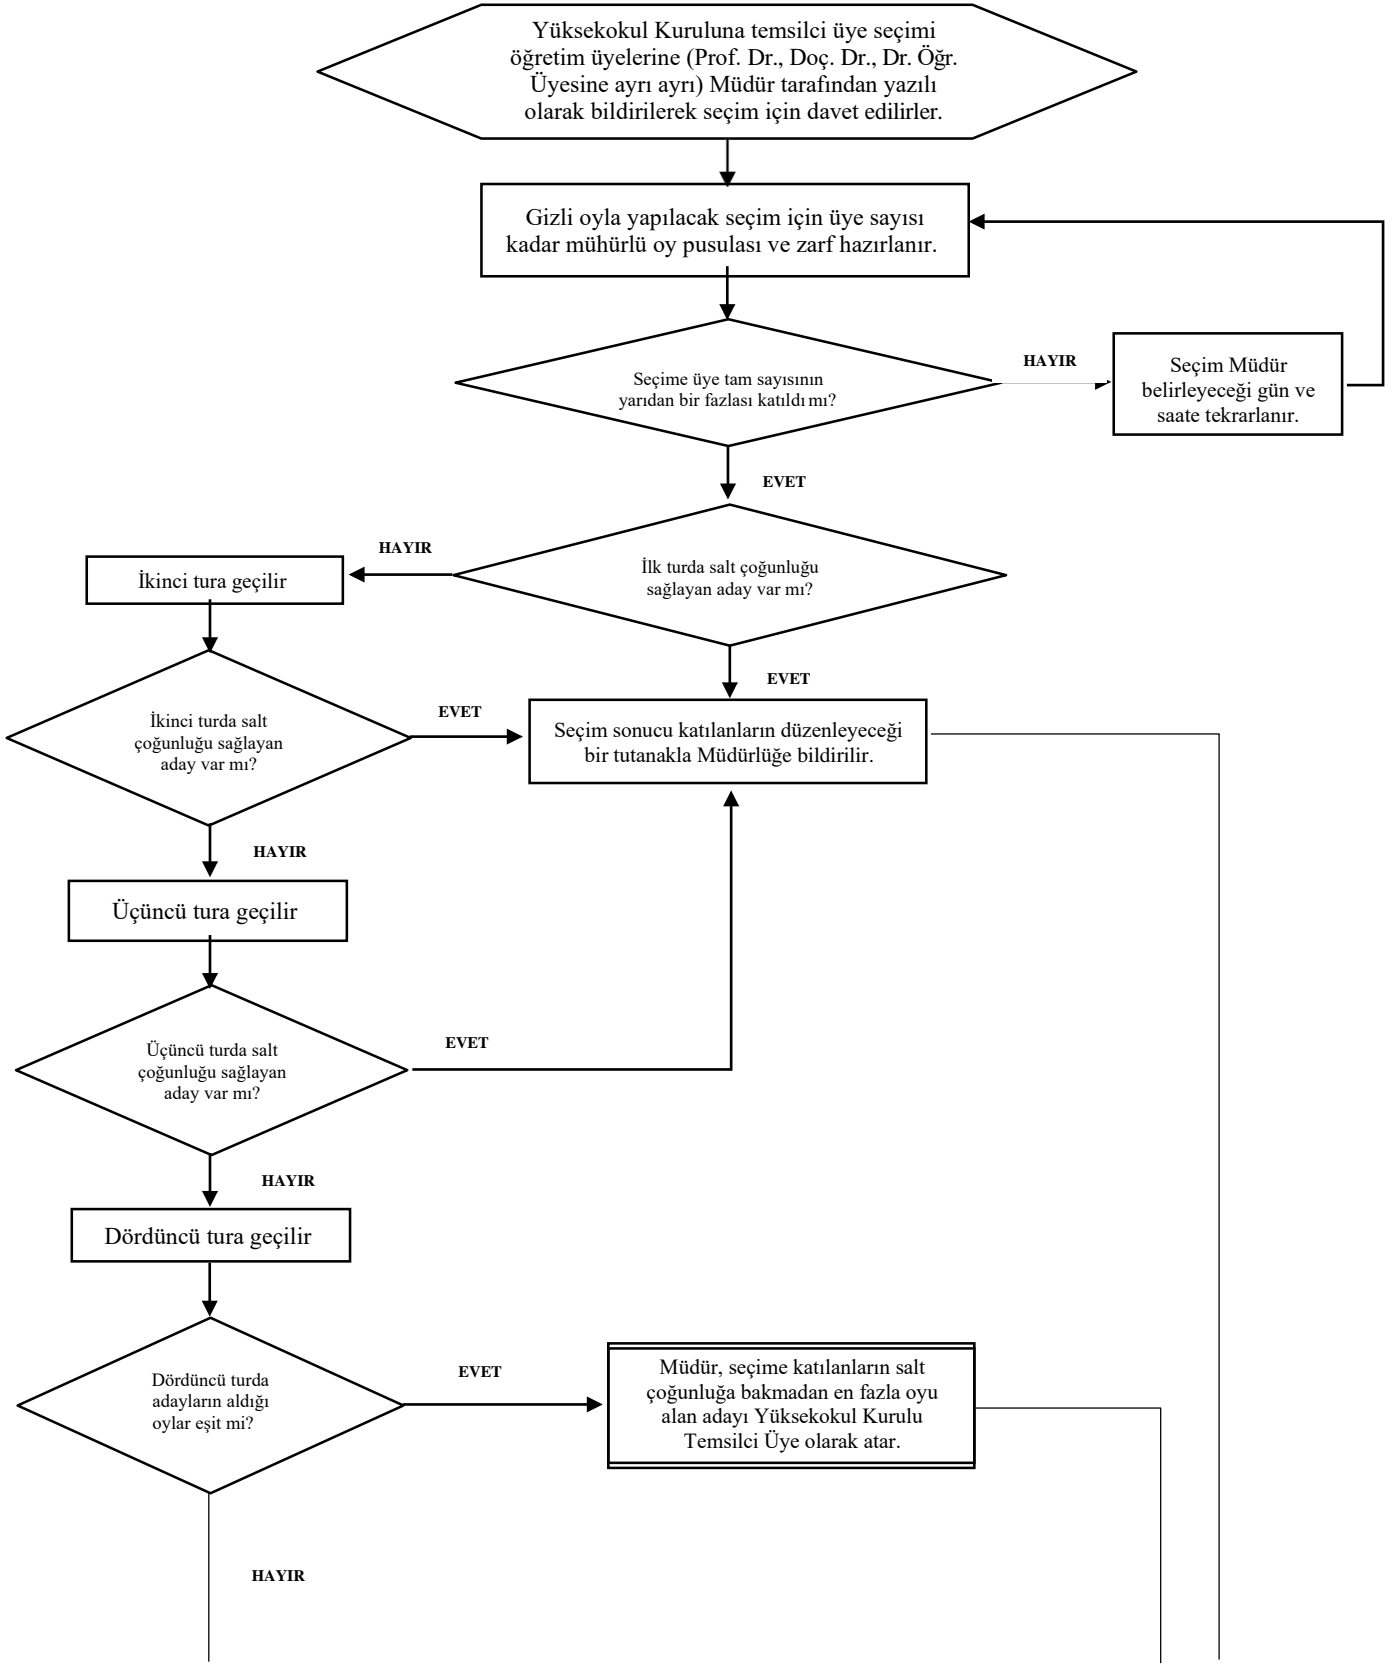 Yüksekokul Kuruluna temsilci üye seçimi
öğretim üyelerine (Prof. Dr., Doç. Dr., Dr. Öğr.
Üyesine ayrı ayrı) Müdür tarafından yazılı
olarak bildirilerek seçim için davet edilirler.
Gizli oyla yapılacak seçim için üye sayısı
kadar mühürlü oy pusulası ve zarf hazırlanır.
Seçime üye tam sayısının
yarıdan bir fazlası katıldı mı?
HAYIR
Seçim Müdür
belirleyeceği gün ve
saate tekrarlanır.
EVET
İlk turda salt çoğunluğu
sağlayan aday var mı?
HAYIR
İkinci tura geçilir
EVET
İkinci turda salt
çoğunluğu sağlayan
aday var mı?
EVET
Seçim sonucu katılanların düzenleyeceği
bir tutanakla Müdürlüğe bildirilir.
HAYIR
Üçüncü tura geçilir
Üçüncü turda salt
çoğunluğu sağlayan
aday var mı?
EVET
HAYIR
Dördüncü tura geçilir
Dördüncü turda
adayların aldığı
oylar eşit mi?
EVET
Müdür, seçime katılanların salt
çoğunluğa bakmadan en fazla oyu
alan adayı Yüksekokul Kurulu
Temsilci Üye olarak atar.
HAYIR